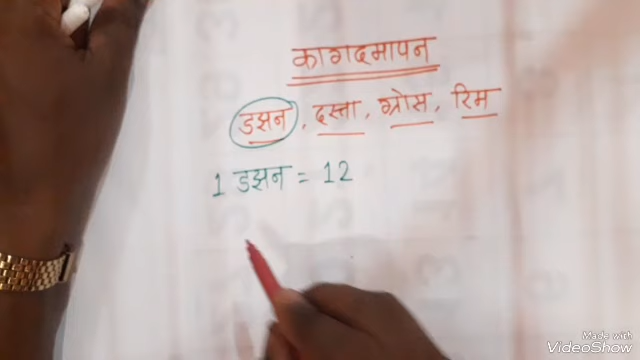 कागदमापन
डझन, दस्ता, ग्रोस, रिम
1 डझन = 12
Made with
VideoShow